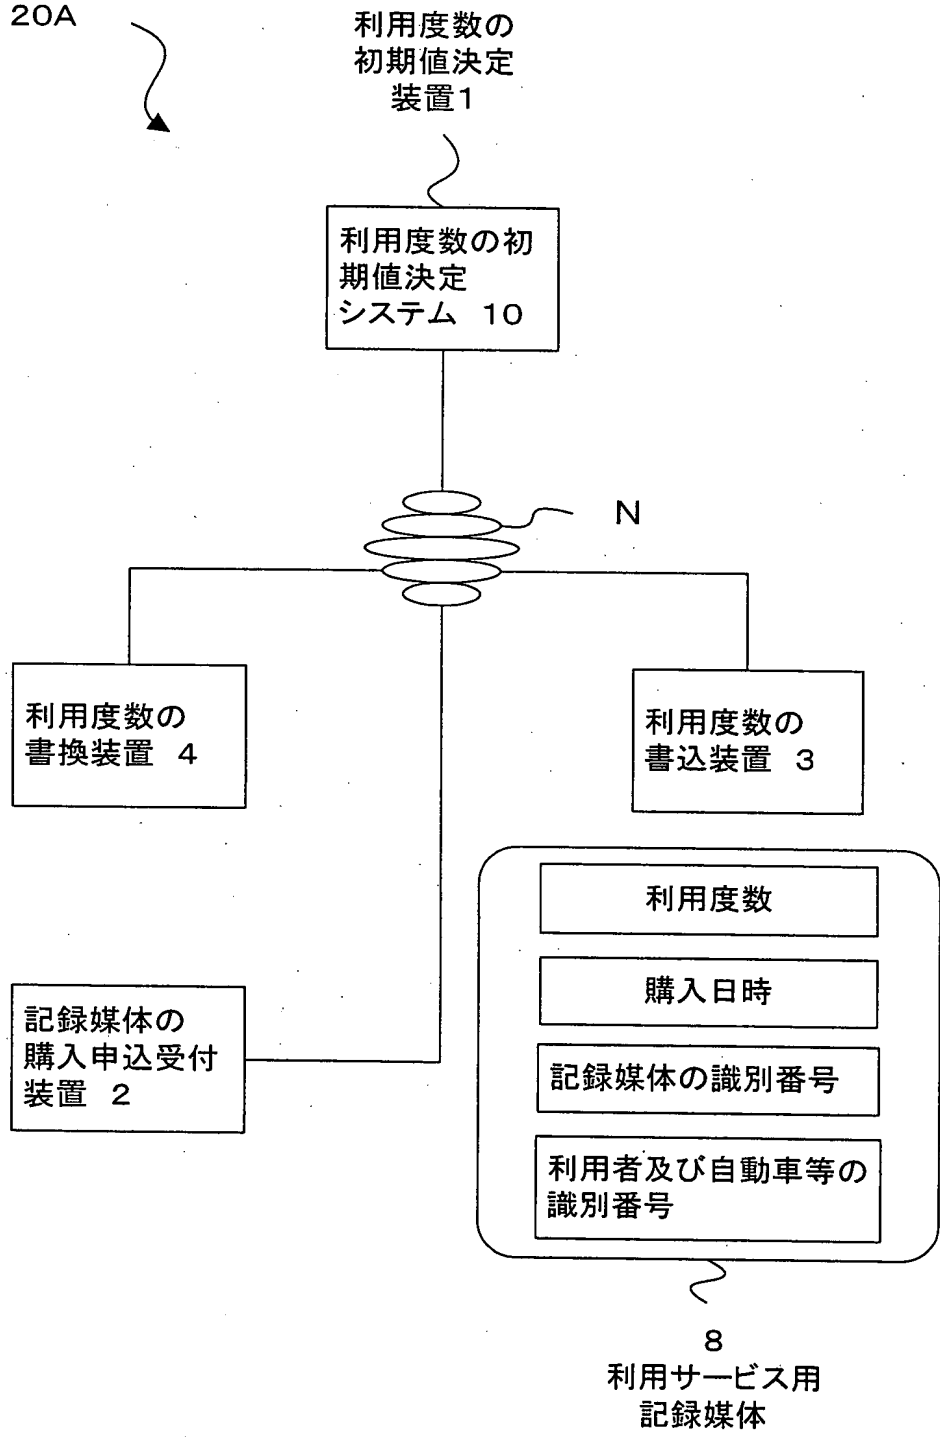 20A
利用度数の
初期値決定
装置1
利用度数の初
期値決定
システム 10
N
利用度数の
書換装置 4
利用度数の
書込装置 3
利用度数
購入日時
記録媒体の識別番号
利用者及び自動車等の
識別番号
記録媒体の
購入申込受付
装置 2
8
利用サービス用
記録媒体